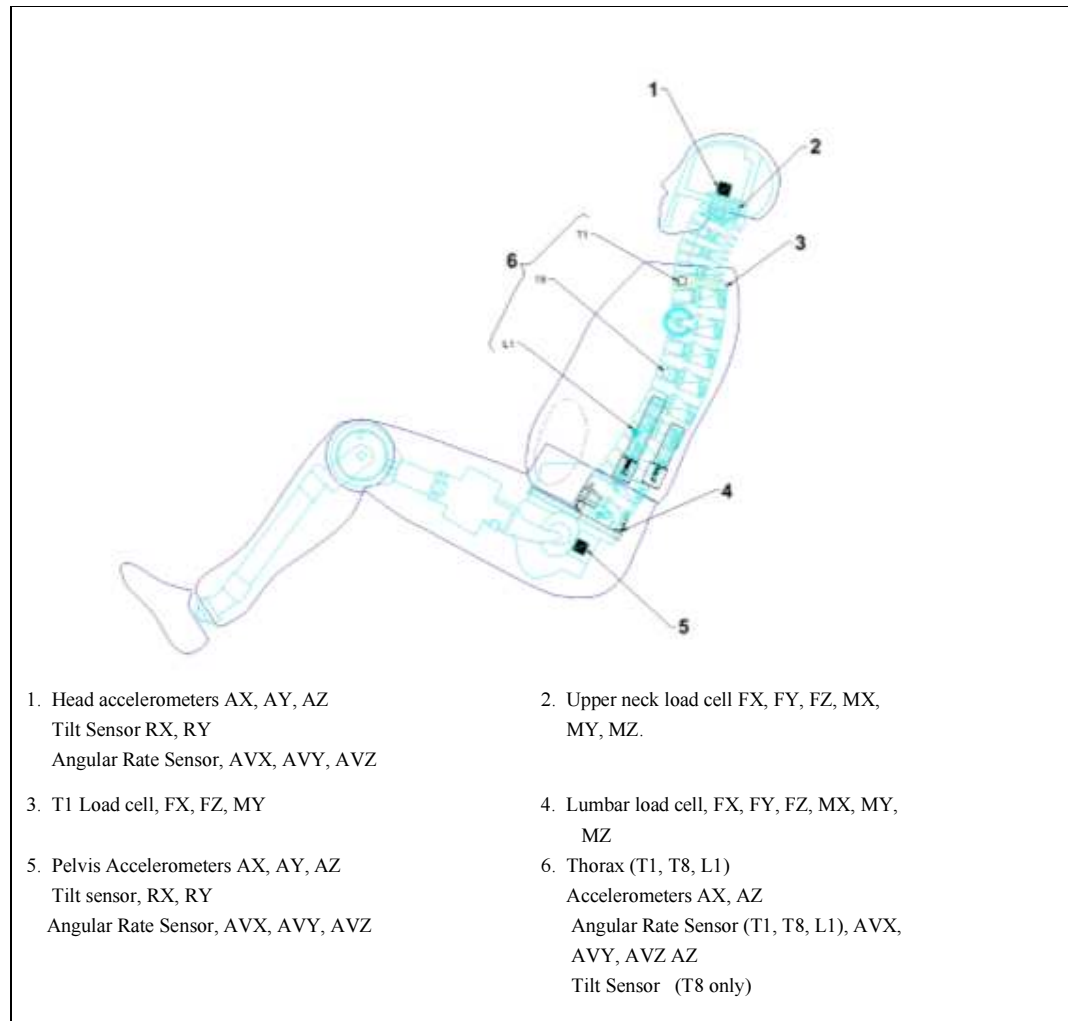 1
2
3
6
T1
T8
L1
4
5
1. Head accelerometers AX, AY, AZ
Tilt Sensor RX, RY
Angular Rate Sensor, AVX, AVY, AVZ
2. Upper neck load cell FX, FY, FZ, MX,
MY, MZ.
3. T1 Load cell, FX, FZ, MY
4. Lumbar load cell, FX, FY, FZ, MX, MY,
MZ
5. Pelvis Accelerometers AX, AY, AZ
Tilt sensor, RX, RY
Angular Rate Sensor, AVX, AVY, AVZ
6. Thorax (T1, T8, L1)
Accelerometers AX, AZ
Angular Rate Sensor (T1, T8, L1), AVX,
AVY, AVZ AZ
Tilt Sensor (T8 only)